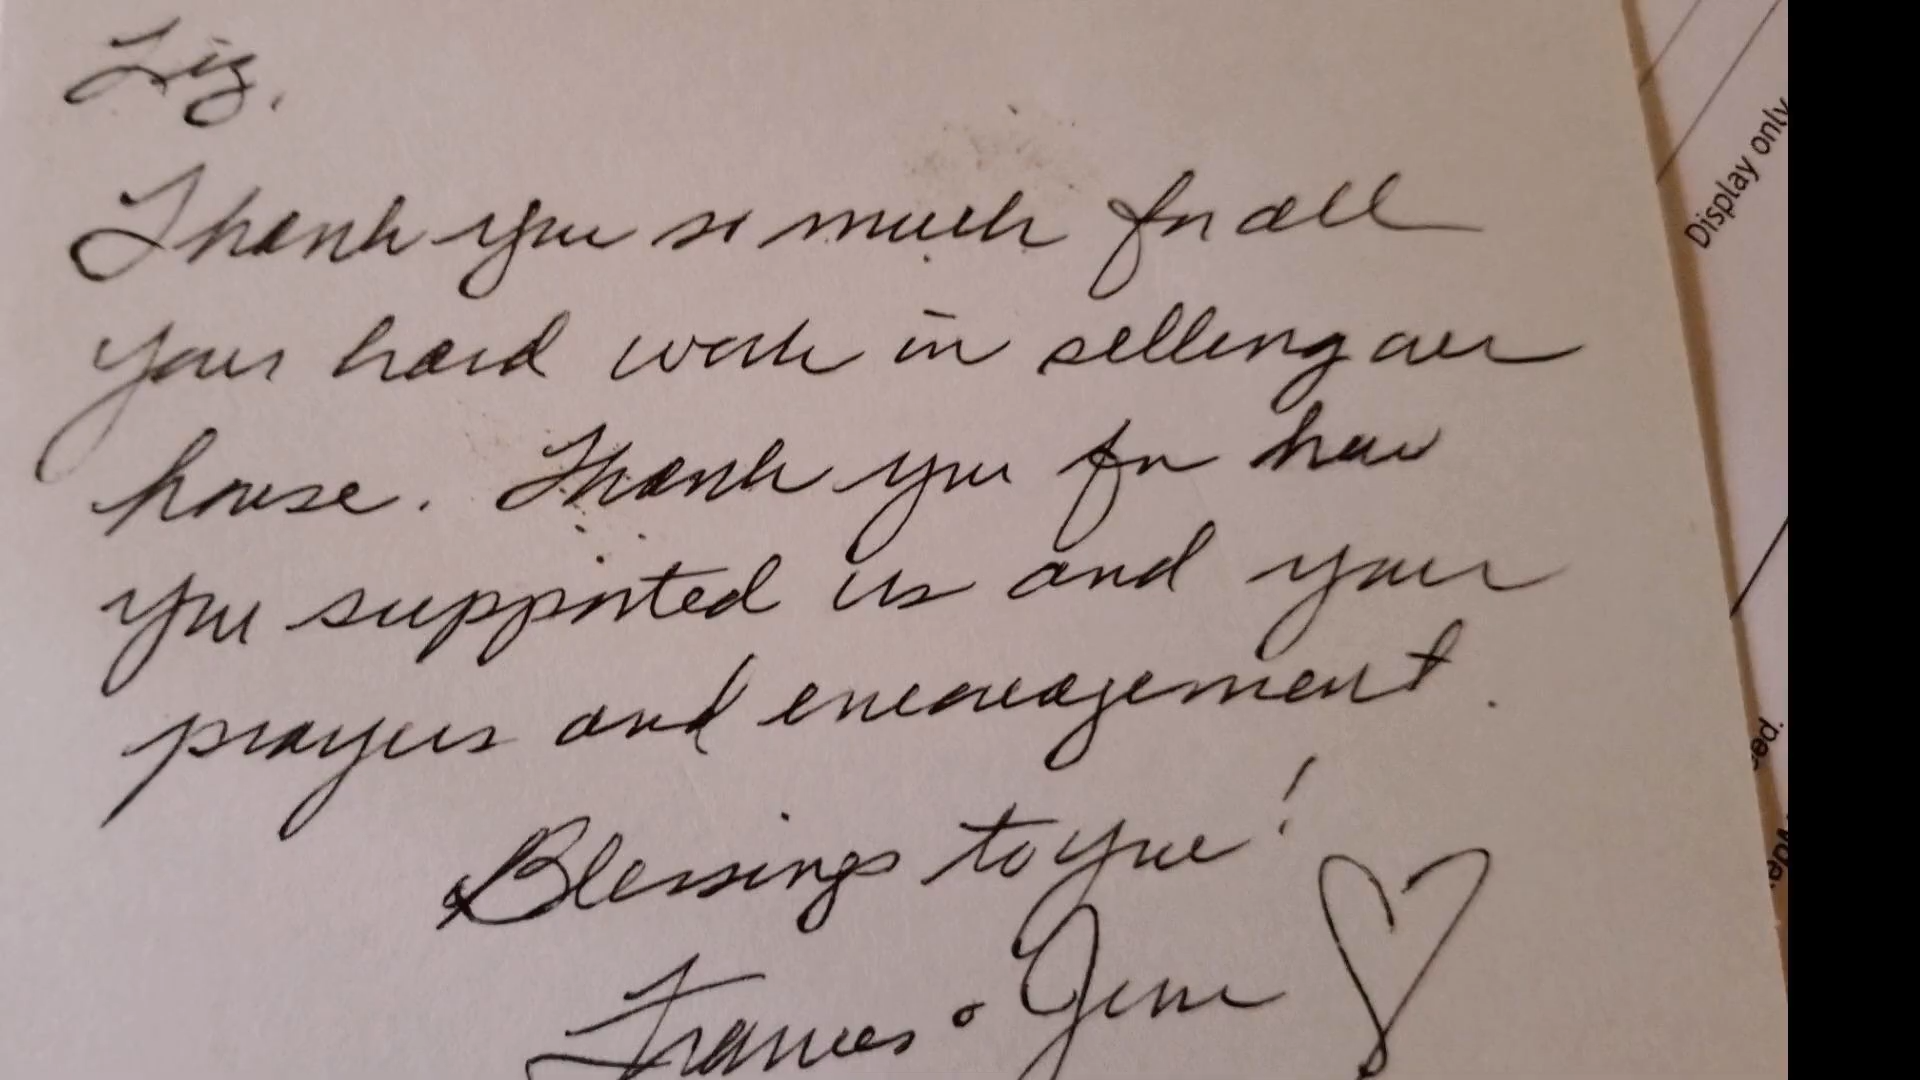 Liz,
Thank you so much for all
your hard work in selling our
house. Thank you for how
you supported us and your
prayers and encouragement.
Blessings to you!
Frances & Gene
Display only